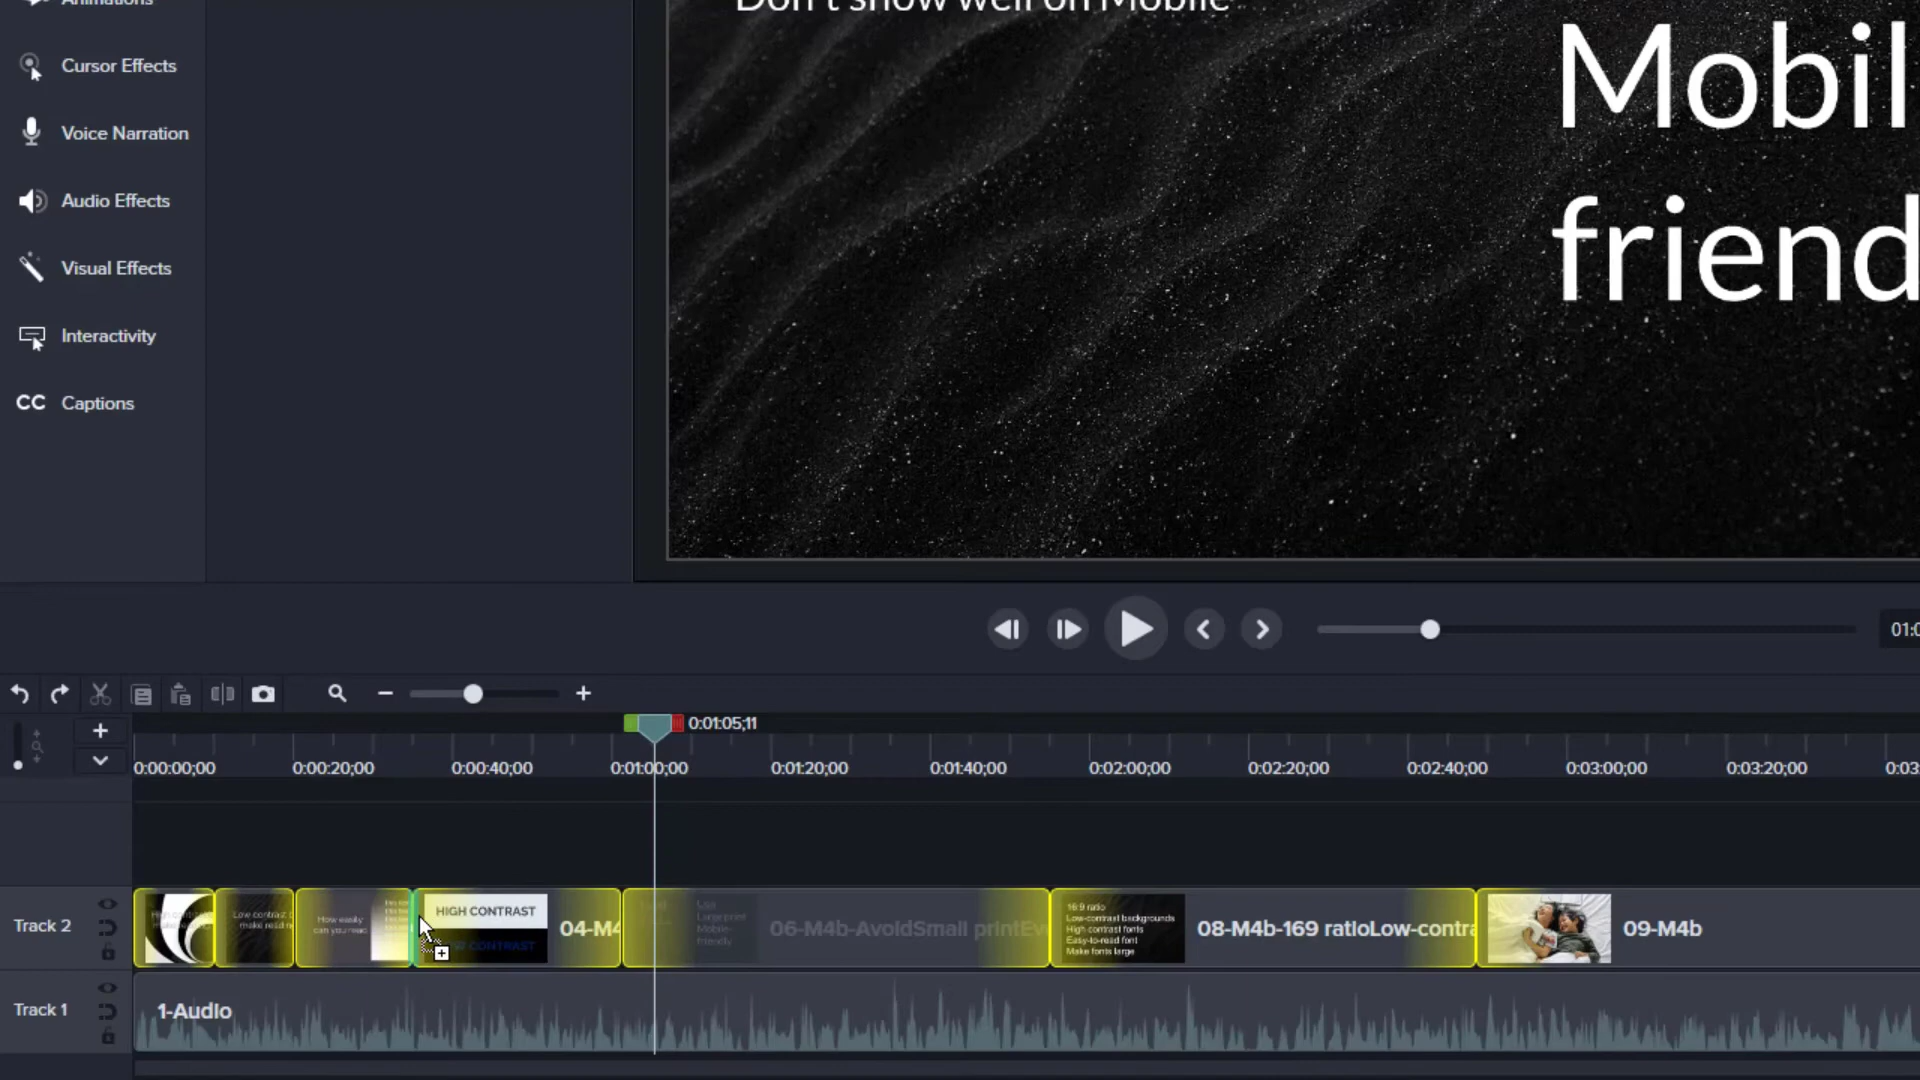 Animations
Don't show well on Mobile
Mobil
friend
Cursor Effects
Voice Narration
Audio Effects
Visual Effects
Interactivity
CC Captions
01:0
0:01:05;11
0:00:00;00
0:00:20;00
0:00:40;00
0:01:00;00
0:01:20;00
0:01:40;00
0:02:00;00
0:02:20;00
0:02:40;00
0:03:00;00
0:03:20;00
0:03:
Track 2
Low contrast
make read
How easily
can you read
HIGH CONTRAST
CONTRAST
04-M4
Use
Large print
Mobile-
friendly
06-M4b-AvoidSmall printEv
16:9 ratio
Low-contrast backgrounds
High contrast fonts
Easy-to-read font
Make fonts large
08-M4b-169 ratioLow-contra
09-M4b
Track 1
1-Audio